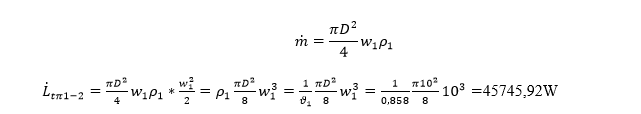 ṁ = πD²/4 w₁ρ₁
L̇ₜπ₁₋₂ = πD²/4 w₁ρ₁ * w₁²/2 = ρ₁ πD²/8 w₁³ = 1/ϑ₁ πD²/8 w₁³ = 1/0,858 π10²/8 10³ =45745,92W